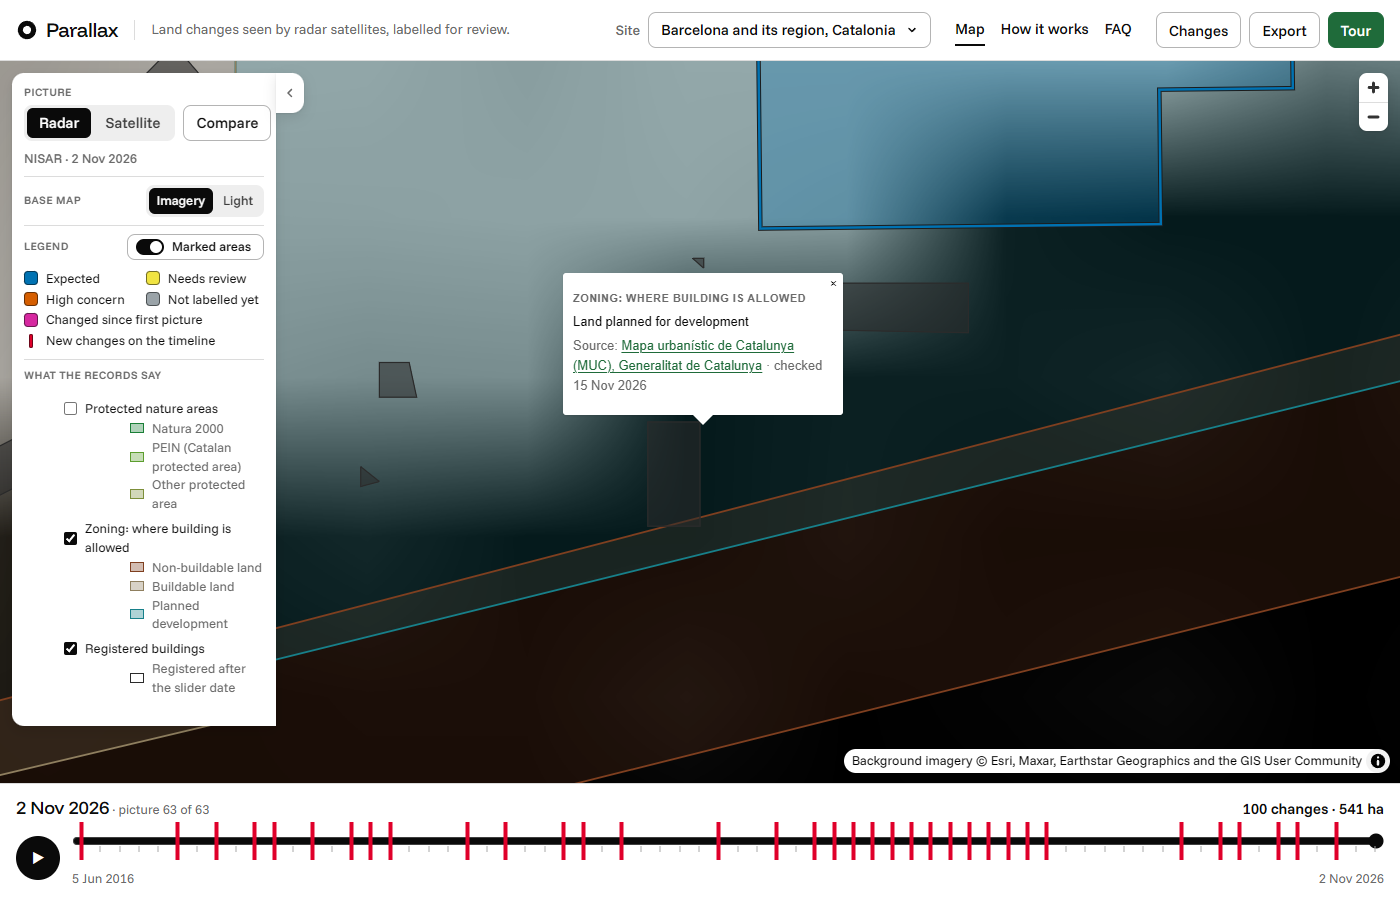 Parallax
Land changes seen by radar satellites, labelled for review.
Site
Barcelona and its region, Catalonia
Map
How it works
FAQ
Changes
Export
Tour
PICTURE
Radar
Satellite
Compare
NISAR · 2 Nov 2026
BASE MAP
Imagery
Light
LEGEND
Marked areas
Expected
Needs review
High concern
Not labelled yet
Changed since first picture
New changes on the timeline
WHAT THE RECORDS SAY
Protected nature areas
Natura 2000
PEIN (Catalan
protected area)
Other protected
area
Zoning: where building is
allowed
Non-buildable land
Buildable land
Planned
development
Registered buildings
Registered after
the slider date
ZONING: WHERE BUILDING IS ALLOWED
×
Land planned for development
Source: Mapa urbanístic de Catalunya
(MUC), Generalitat de Catalunya · checked
15 Nov 2026
Background imagery © Esri, Maxar, Earthstar Geographics and the GIS User Community
2 Nov 2026 · picture 63 of 63
100 changes · 541 ha
5 Jun 2016
2 Nov 2026